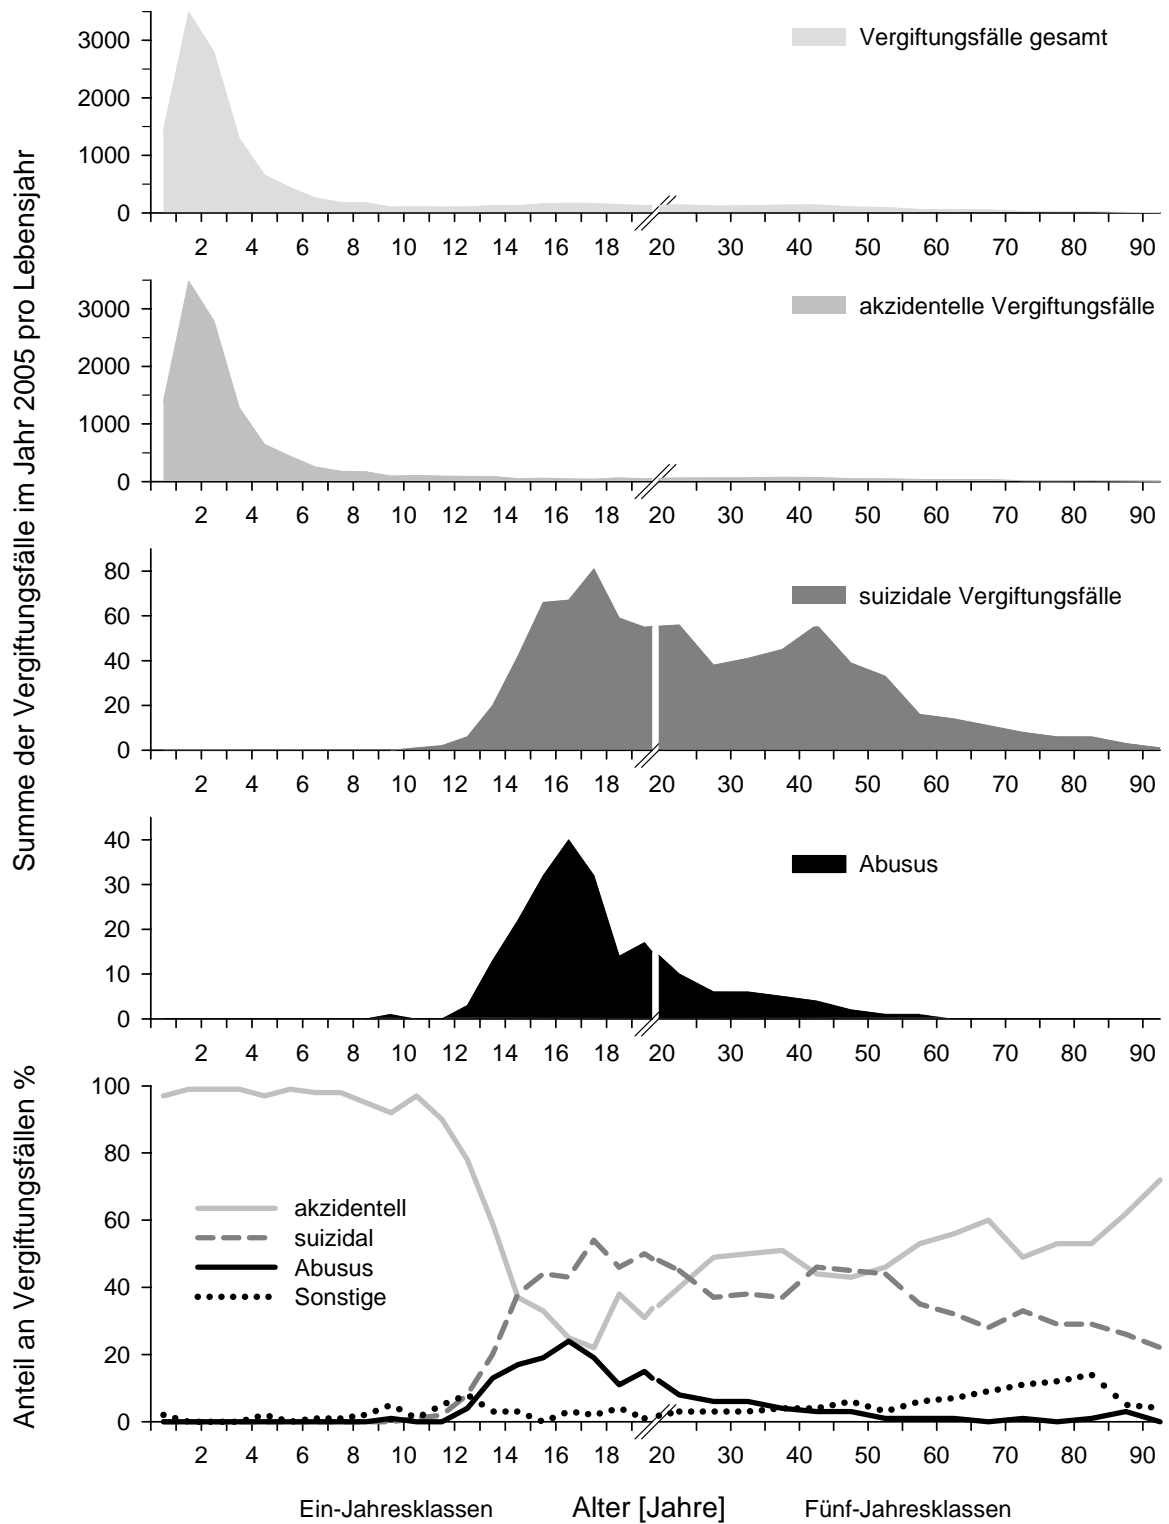 Summe der Vergiftungsfälle im Jahr 2005 pro Lebensjahr
3000
2000
1000
0
Vergiftungsfälle gesamt
2 4 6 8 10 12 14 16 18 20 30 40 50 60 70 80 90
3000
2000
1000
0
akzidentelle Vergiftungsfälle
2 4 6 8 10 12 14 16 18 20 30 40 50 60 70 80 90
80
60
40
20
0
suizidale Vergiftungsfälle
2 4 6 8 10 12 14 16 18 20 30 40 50 60 70 80 90
40
30
20
10
0
Abusus
2 4 6 8 10 12 14 16 18 20 30 40 50 60 70 80 90
Anteil an Vergiftungsfällen %
100
80
60
40
20
0
akzidentell
suizidal
Abusus
Sonstige
2 4 6 8 10 12 14 16 18 20 30 40 50 60 70 80 90
Ein-Jahresklassen Alter [Jahre] Fünf-Jahresklassen